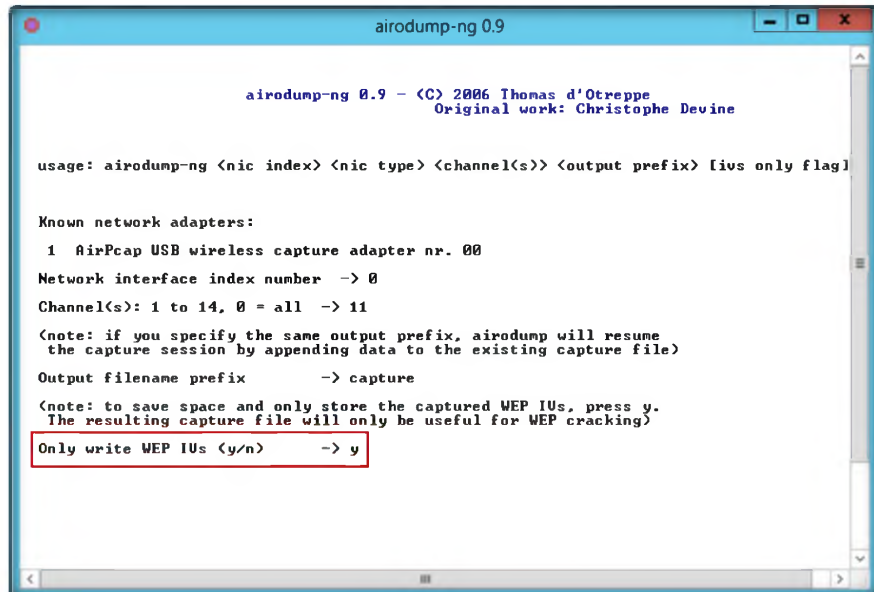 airodump-ng 0.9
airodump-ng 0.9 - (C) 2006 Thomas d'Otreppe
Original work: Christophe Devine
usage: airodump-ng <nic index> <nic type> <channel(s)> <output prefix> [ivs only flag]
Known network adapters:
1 AirPcap USB wireless capture adapter nr. 00
Network interface index number -> 0
Channel(s): 1 to 14, 0 = all -> 11
(note: if you specify the same output prefix, airodump will resume
the capture session by appending data to the existing capture file)
Output filename prefix -> capture
(note: to save space and only store the captured WEP IVs, press y.
The resulting capture file will only be useful for WEP cracking)
Only write WEP IVs (y/n) -> y